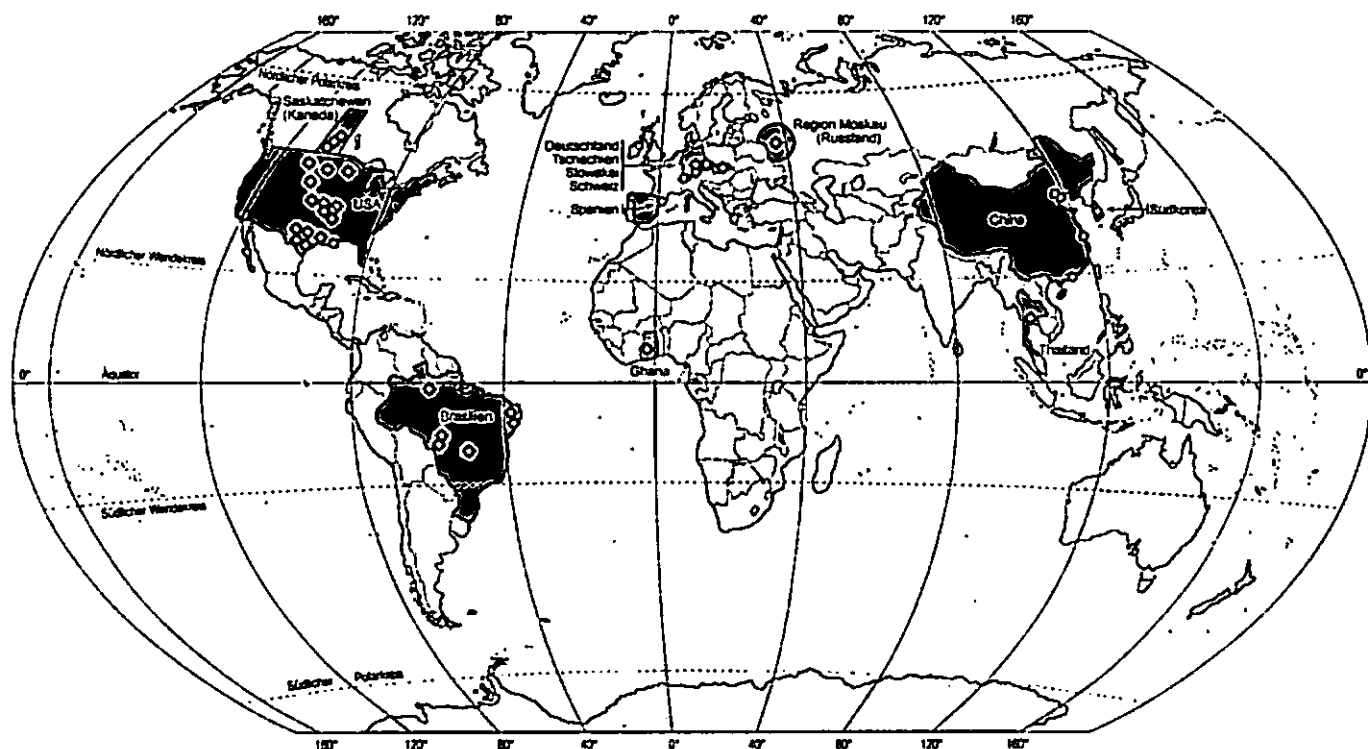 160° 120° 80° 40° 0° 40° 80° 120° 160°
Nördlicher Polarkreis
Saskatchewan
(Kanada)
Region Moskau
(Russland)
Deutschland
Tschechien
Slowakei
Schweiz
USA
Spanien
China
Südkorea
Nördlicher Wendekreis
Thailand
Ghana
0° Äquator 0°
Brasilien
Südlicher Wendekreis
Südlicher Polarkreis
160° 120° 80° 40° 0° 40° 80° 120° 160°